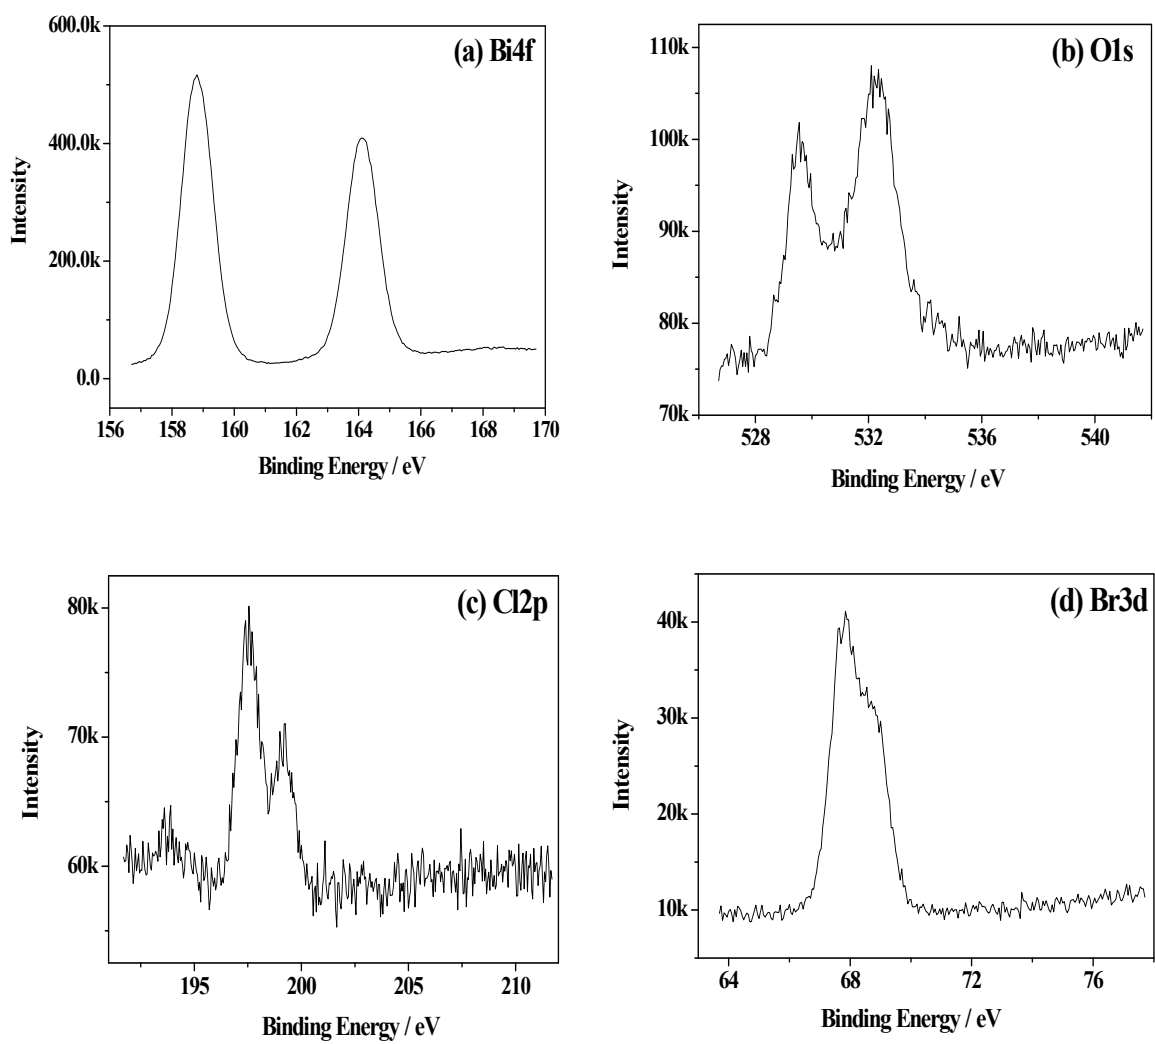 600.0k
(a) Bi4f
400.0k
200.0k
0.0
156 158 160 162 164 166 168 170
Intensity
Binding Energy / eV
110k
(b) O1s
100k
90k
80k
70k
528 532 536 540
Intensity
Binding Energy / eV
80k
(c) Cl2p
70k
60k
195 200 205 210
Intensity
Binding Energy / eV
40k
(d) Br3d
30k
20k
10k
64 68 72 76
Intensity
Binding Energy / eV